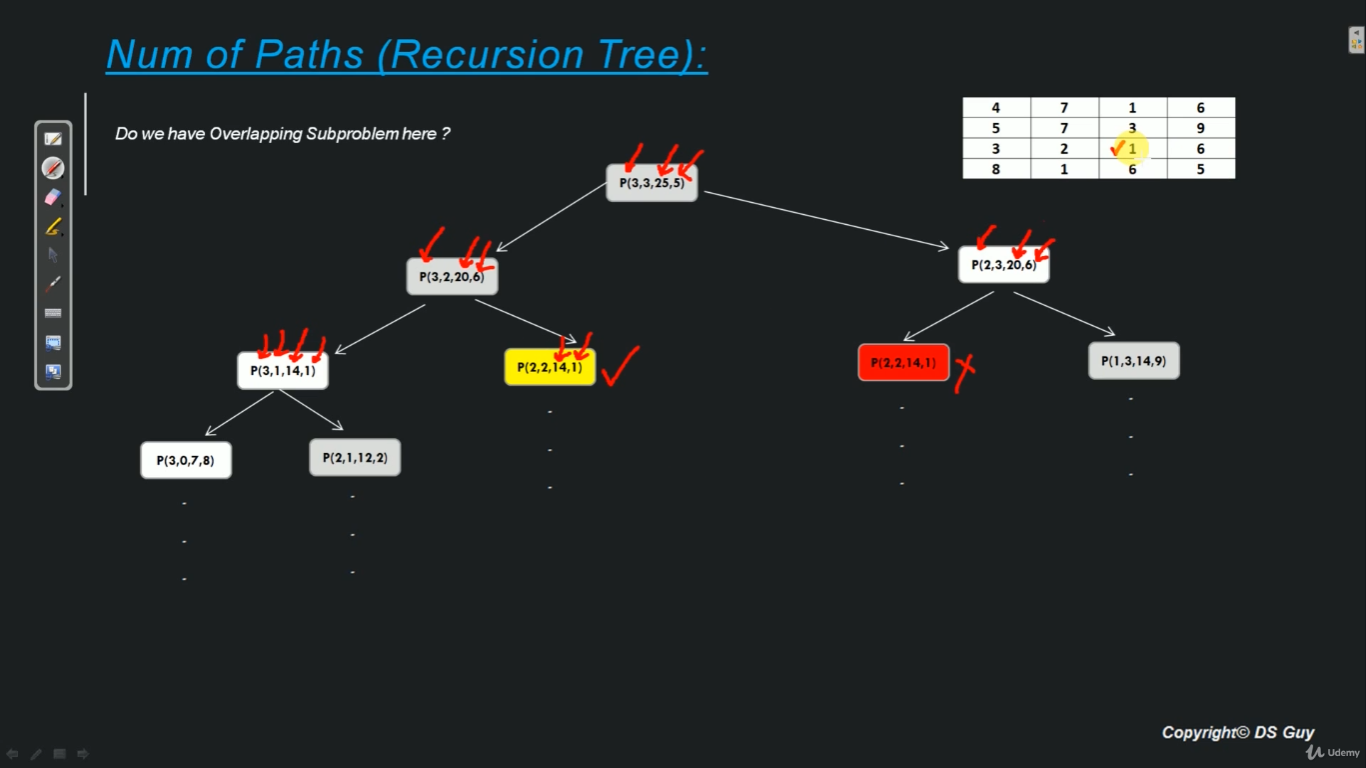 Num of Paths (Recursion Tree):
Do we have Overlapping Subproblem here ?
4 7 1 6
5 7 3 9
3 2 1 6
8 1 6 5
P(3,3,25,5)
P(3,2,20,6)
P(2,3,20,6)
P(3,1,14,1)
P(2,2,14,1)
P(2,2,14,1)
P(1,3,14,9)
P(3,0,7,8)
P(2,1,12,2)
Copyright© DS Guy
Udemy